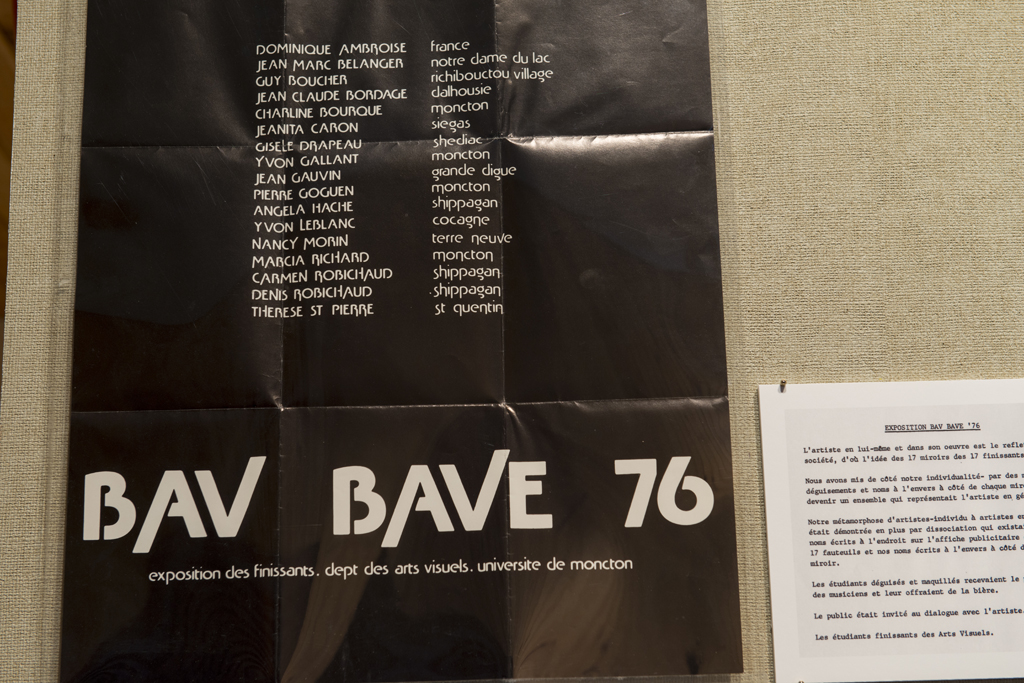 DOMINIQUE AMBROISE france
JEAN MARC BELANGER notre dame du lac
GUY BOUCHER richibouctou village
JEAN CLAUDE BORDAGE dalhousie
CHARLINE BOURQUE moncton
JEANITA CARON siegas
GISELE DRAPEAU shediac
YVON GALLANT moncton
JEAN GAUVIN grande digue
PIERRE GOGUEN moncton
ANGELA HACHE shippagan
YVON LEBLANC cocagne
NANCY MORIN terre neuve
MARCIA RICHARD moncton
CARMEN ROBICHAUD shippagan
DENIS ROBICHAUD shippagan
THERESE ST PIERRE st quentin
BAV BAVE 76
exposition des finissants. dept des arts visuels. universite de moncton
EXPOSITION BAV BAVE '76
L'artiste en lui-même et dans son oeuvre est le
société, d'où l'idée des 17 miroirs des 17 finissants
Nous avons mis de côté notre individualité- par des
déguisements et noms à l'envers à côté de chaque
devenir un ensemble qui représentait l'artiste en
Notre métamorphose d'artistes-individu à artistes
était démontrée en plus par dissociation qui
noms écrits à l'endroit sur l'affiche publicitaire
17 fauteuils et nos noms écrits à l'envers à côté
miroir.
Les étudiants déguisés et maquillés recevaient le
des musiciens et leur offraient de la bière.
Le public était invité au dialogue avec l'artiste.
Les étudiants finissants des Arts Visuels.